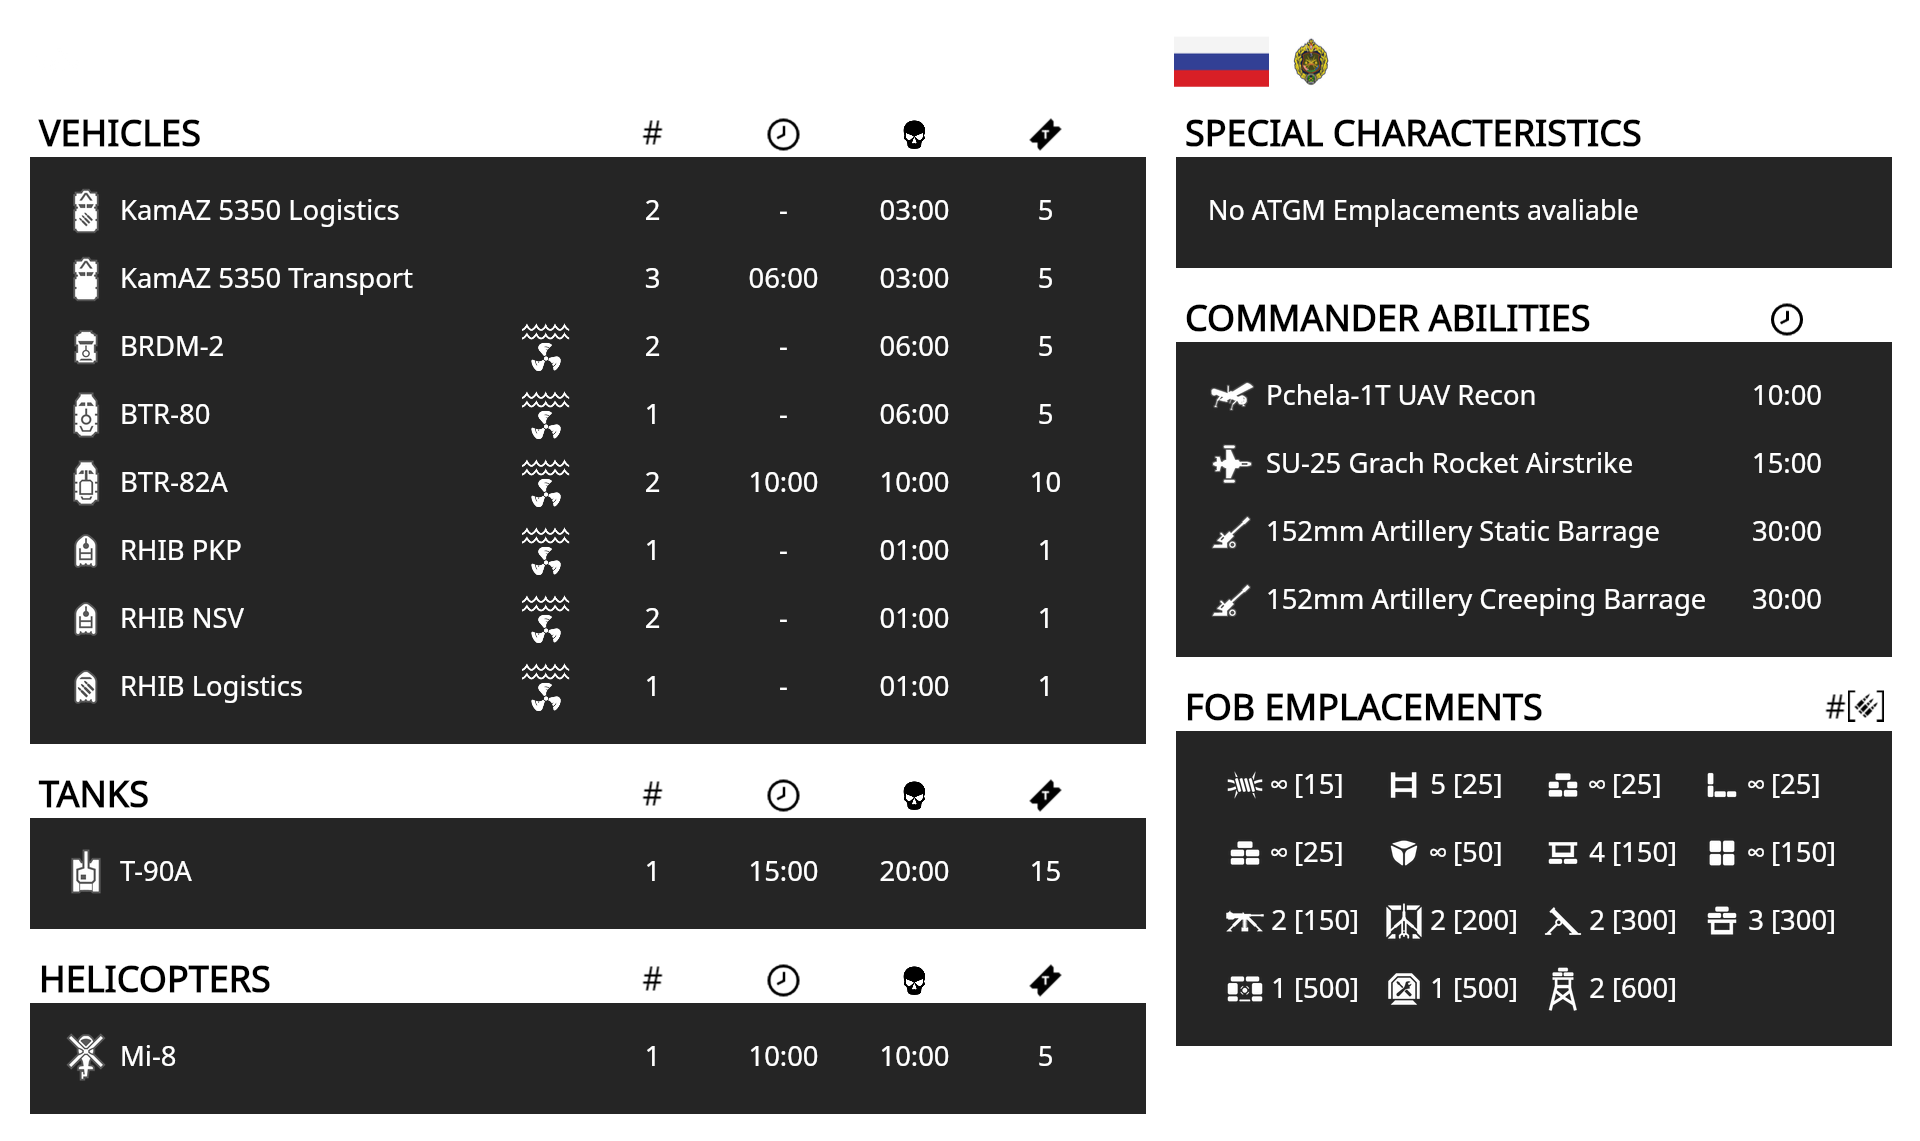 VEHICLES #
KamAZ 5350 Logistics 2 - 03:00 5
KamAZ 5350 Transport 3 06:00 03:00 5
BRDM-2 2 - 06:00 5
BTR-80 1 - 06:00 5
BTR-82A 2 10:00 10:00 10
RHIB PKP 1 - 01:00 1
RHIB NSV 2 - 01:00 1
RHIB Logistics 1 - 01:00 1
TANKS #
T-90A 1 15:00 20:00 15
HELICOPTERS #
Mi-8 1 10:00 10:00 5
SPECIAL CHARACTERISTICS
No ATGM Emplacements avaliable
COMMANDER ABILITIES
Pchela-1T UAV Recon 10:00
SU-25 Grach Rocket Airstrike 15:00
152mm Artillery Static Barrage 30:00
152mm Artillery Creeping Barrage 30:00
FOB EMPLACEMENTS #[]
∞ [15] 5 [25] ∞ [25] ∞ [25]
∞ [25] ∞ [50] 4 [150] ∞ [150]
2 [150] 2 [200] 2 [300] 3 [300]
1 [500] 1 [500] 2 [600]